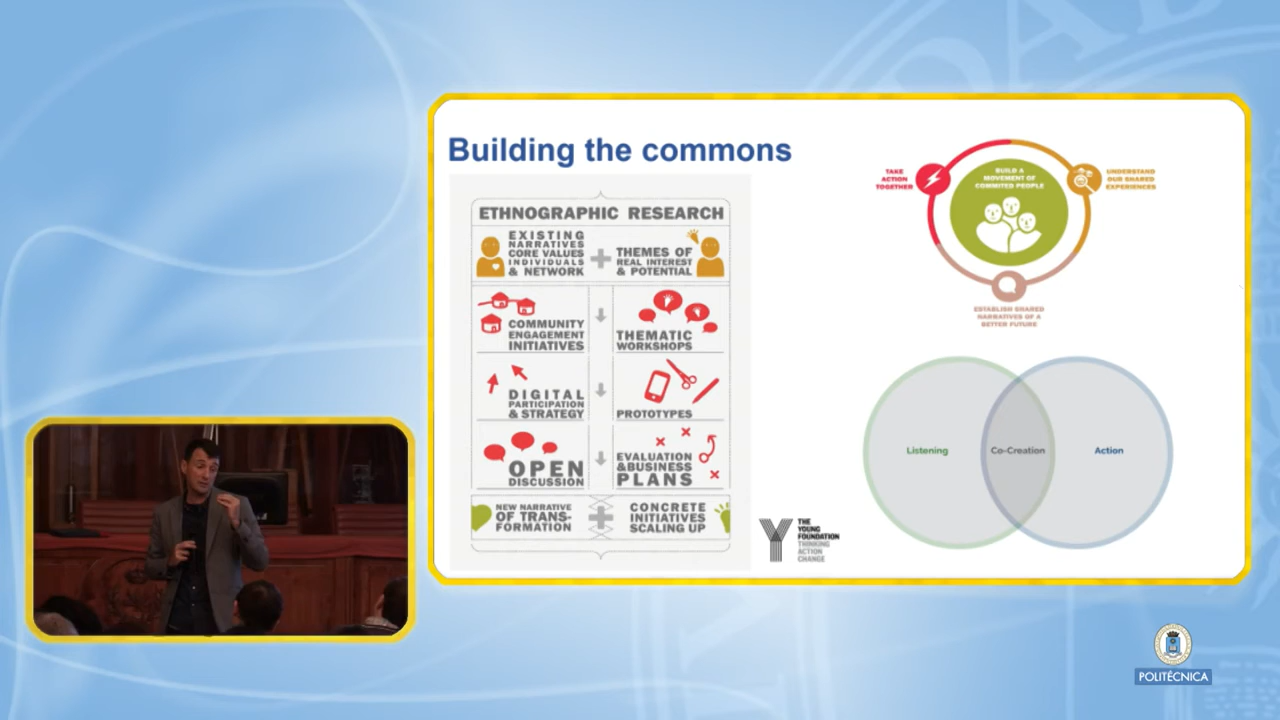 Building the commons
ETHNOGRAPHIC RESEARCH
EXISTING
NARRATIVES
CORE VALUES
INDIVIDUALS
& NETWORK
THEMES OF
REAL INTEREST
& POTENTIAL
COMMUNITY
ENGAGEMENT
INITIATIVES
THEMATIC
WORKSHOPS
DIGITAL
PARTICIPATION
& STRATEGY
PROTOTYPES
OPEN
DISCUSSION
EVALUATION
&BUSINESS
PLANS
NEW NARRATIVE
OF TRANS-
FORMATION
CONCRETE
INITIATIVES
SCALING UP
THE
YOUNG
FOUNDATION
THINKING
ACTION
CHANGE
TAKE
ACTION
TOGETHER
BUILD A
MOVEMENT OF
COMMITED PEOPLE
UNDERSTAND
OUR SHARED
EXPERIENCES
ESTABLISH SHARED
NARRATIVES OF A
BETTER FUTURE
Listening
Co-Creation
Action
POLITÉCNICA